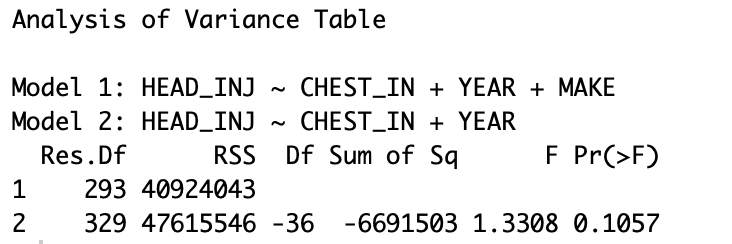 Analysis of Variance Table
Model 1: HEAD_INJ ~ CHEST_IN + YEAR + MAKE
Model 2: HEAD_INJ ~ CHEST_IN + YEAR
Res.Df RSS Df Sum of Sq F Pr(>F)
1 293 40924043
2 329 47615546 -36 -6691503 1.3308 0.1057